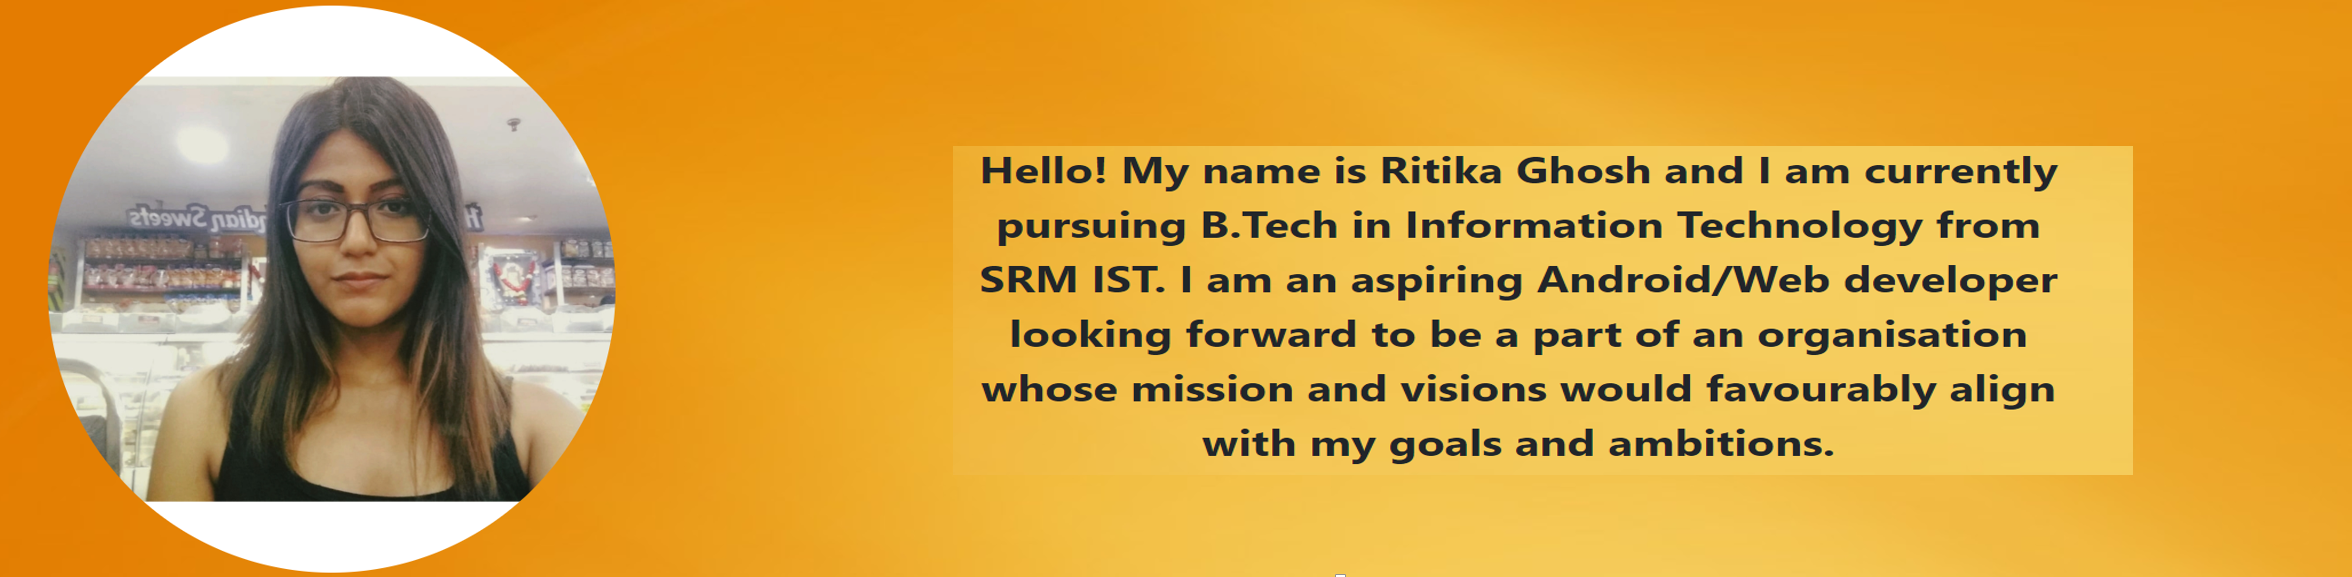 Indian Sweets
Hello! My name is Ritika Ghosh and I am currently
pursuing B.Tech in Information Technology from
SRM IST. I am an aspiring Android/Web developer
looking forward to be a part of an organisation
whose mission and visions would favourably align
with my goals and ambitions.